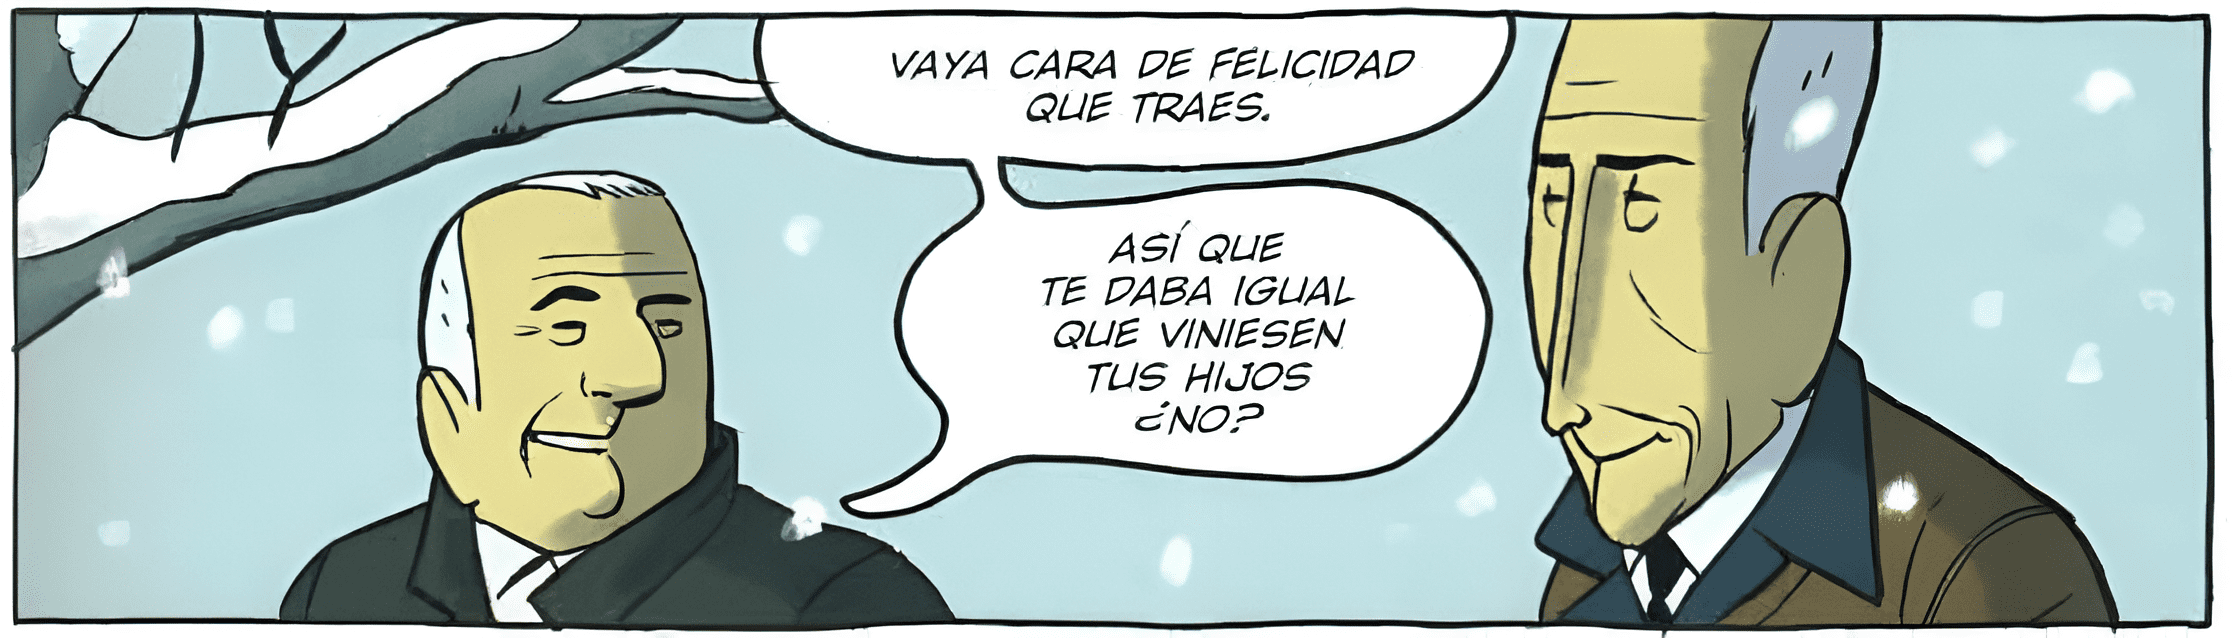 VAYA CARA DE FELICIDAD
QUE TRAES.
ASÍ QUE
TE DABA IGUAL
QUE VINIESEN
TUS HIJOS
¿NO?